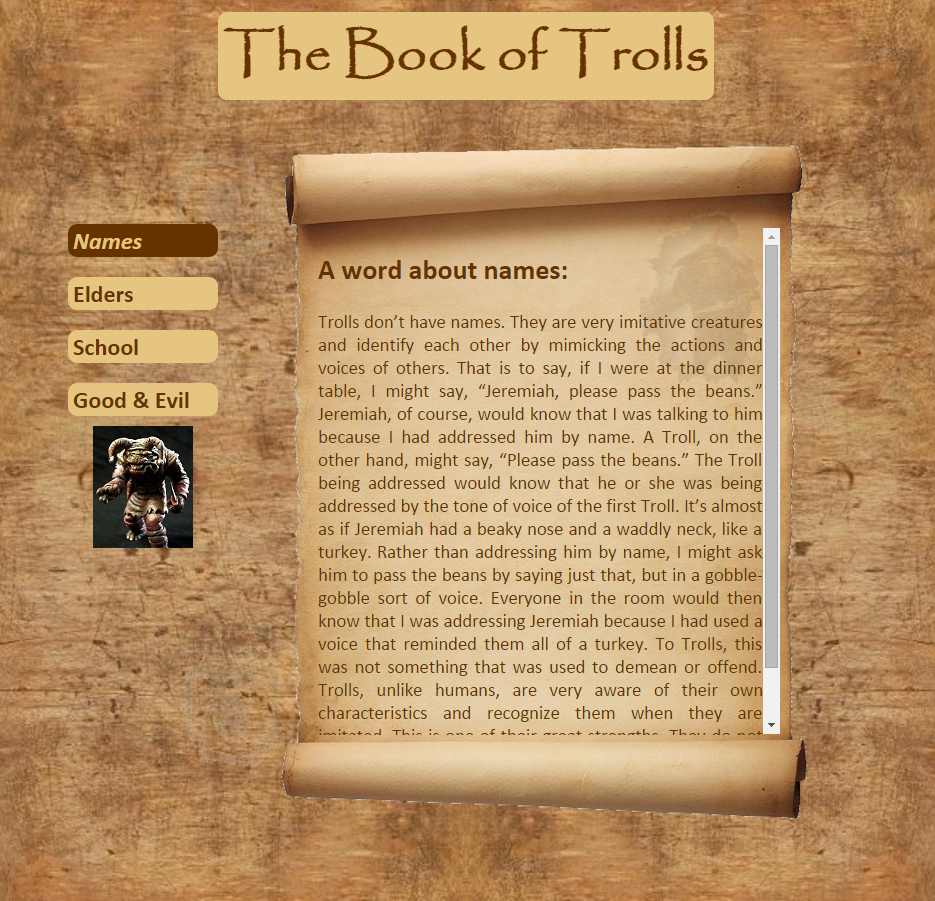 The Book of Trolls
Names
Elders
School
Good & Evil
A word about names:
Trolls don’t have names. They are very imitative creatures
and identify each other by mimicking the actions and
voices of others. That is to say, if I were at the dinner
table, I might say, “Jeremiah, please pass the beans.”
Jeremiah, of course, would know that I was talking to him
because I had addressed him by name. A Troll, on the
other hand, might say, “Please pass the beans.” The Troll
being addressed would know that he or she was being
addressed by the tone of voice of the first Troll. It’s almost
as if Jeremiah had a beaky nose and a waddly neck, like a
turkey. Rather than addressing him by name, I might ask
him to pass the beans by saying just that, but in a gobble-
gobble sort of voice. Everyone in the room would then
know that I was addressing Jeremiah because I had used a
voice that reminded them all of a turkey. To Trolls, this
was not something that was used to demean or offend.
Trolls, unlike humans, are very aware of their own
characteristics and recognize them when they are
imitated. This is one of their great strengths. They do not